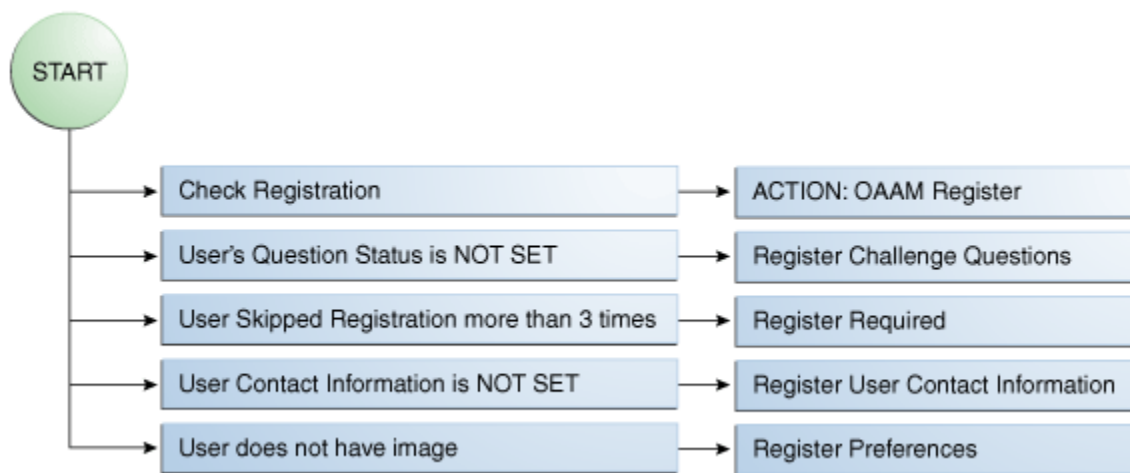 START
Check Registration
ACTION: OAAM Register
User's Question Status is NOT SET
Register Challenge Questions
User Skipped Registration more than 3 times
Register Required
User Contact Information is NOT SET
Register User Contact Information
User does not have image
Register Preferences